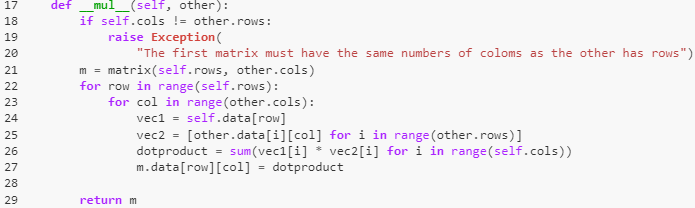 17 def __mul__(self, other):
18 if self.cols != other.rows:
19 raise Exception(
20 "The first matrix must have the same numbers of coloms as the other has rows")
21 m = matrix(self.rows, other.cols)
22 for row in range(self.rows):
23 for col in range(other.cols):
24 vec1 = self.data[row]
25 vec2 = [other.data[i][col] for i in range(other.rows)]
26 dotproduct = sum(vec1[i] * vec2[i] for i in range(self.cols))
27 m.data[row][col] = dotproduct
28
29 return m